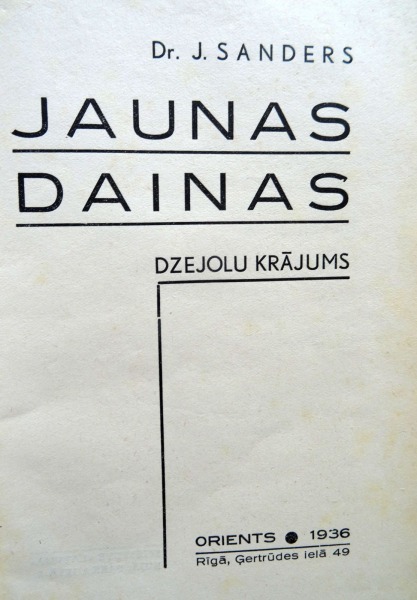 Dr. J. SANDERS
JAUNAS
DAINAS
DZEJOLU KRĀJUMS
ORIENTS ● 1936
Rīgā, Ģertrūdes ielā 49